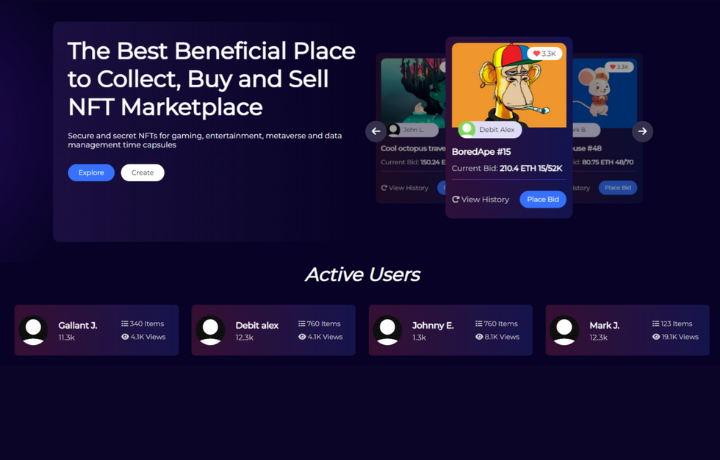 The Best Beneficial Place
to Collect, Buy and Sell
NFT Marketplace
Secure and secret NFTs for gaming, entertainment, metaverse and data
management time capsules
Explore
Create
3.3K
John L.
Cool octopus trave
Current Bid: 150.24 E
View History
3.3K
Debit Alex
BoredApe #15
Current Bid: 210.4 ETH 15/52K
View History
Place Bid
3.3K
k B.
use #48
Bid: 80.75 ETH 48/70
istory
Place Bid
Active Users
Gallant J.
11.3k
340 Items
4.1K Views
Debit alex
12.3k
760 Items
4.1K Views
Johnny E.
1.3k
760 Items
8.1K Views
Mark J.
12.3k
123 Items
19.1K Views